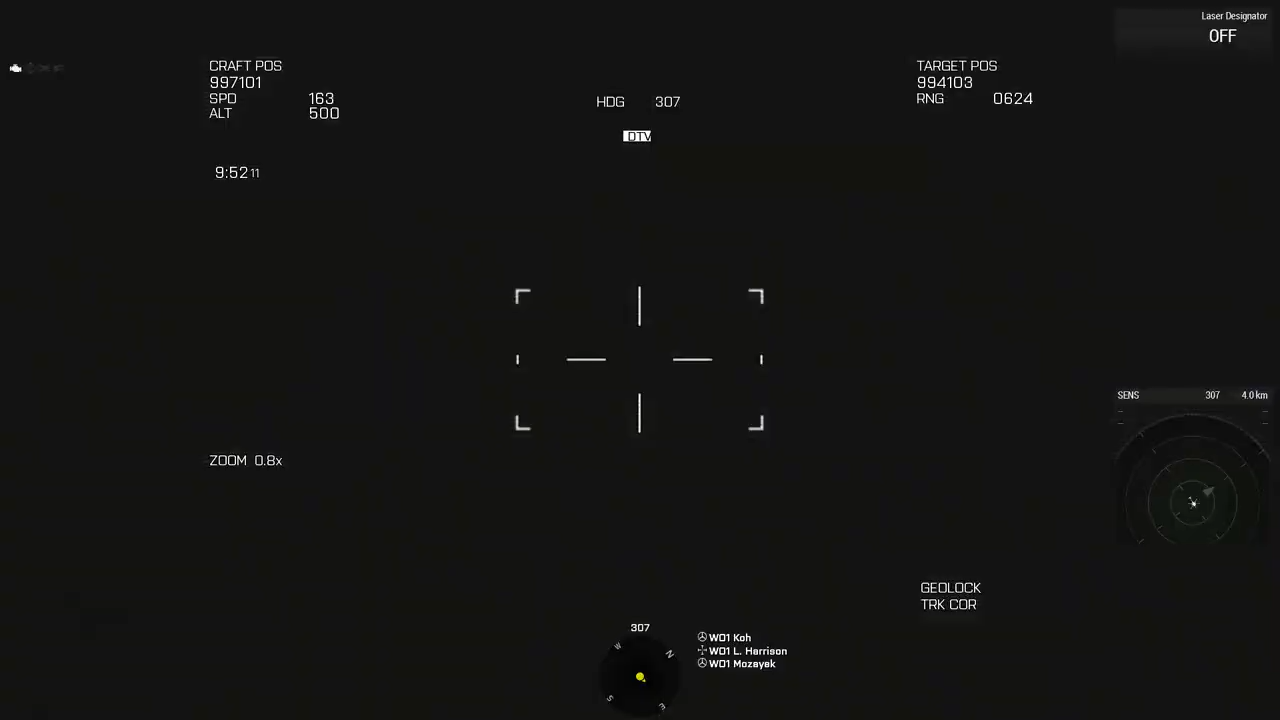 Laser Designator
OFF
CRAFT POS
997101
SPD 163
ALT 500
HDG 307
DTV
TARGET POS
994103
RNG 0624
9:52 11
SENS 307 4.0 km
ZOOM 0.8x
GEOLOCK
TRK COR
307
W N
S E
WO1 Koh
WO1 L. Harrison
WO1 Mozayek